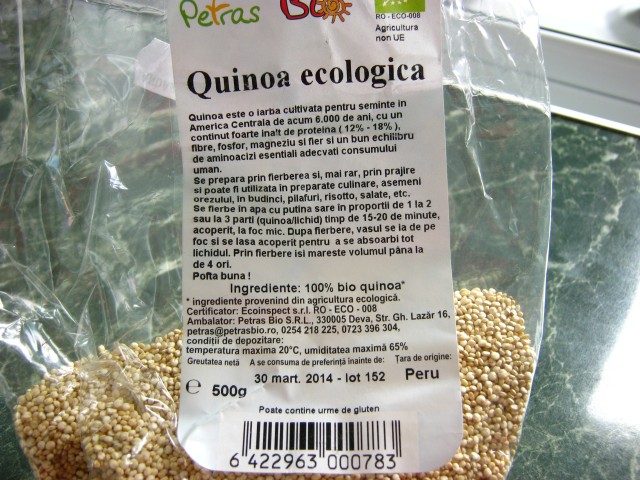 Petras Bio
RO - ECO-008
Agricultura
non UE
Quinoa ecologica
Quinoa este o iarba cultivata pentru seminte in
America Centrala de acum 6.000 de ani, cu un
continut foarte inalt de proteina ( 12% - 18% ),
fibre, fosfor, magneziu si fier si un bun echilibru
de aminoacizi esentiali adecvati consumului
uman.
Se prepara prin fierberea si, mai rar, prin prajire
si poate fi utilizata in preparate culinare, asemeni
orezului, in budinci, pilafuri, risotto, salate, etc.
Se fierbe in apa cu putina sare in proportii de 1 la 2
sau la 3 parti (quinoa/lichid) timp de 15-20 de minute,
acoperit, la foc mic. Dupa fierbere, vasul se ia de pe
foc si se lasa acoperit pentru a se absoarbi tot
lichidul. Prin fierbere isi mareste volumul pâna la
de 4 ori.
Pofta buna !
Ingrediente: 100% bio quinoa*
* ingrediente provenind din agricultura ecologică.
Certificator: Ecoinspect s.r.l. RO - ECO - 008
Ambalator: Petras Bio S.R.L., 330005 Deva, Str. Gh. Lazăr 16,
petras@petrasbio.ro, 0254 218 225, 0723 396 304,
condiții de depozitare:
temperatura maxima 20°C, umiditatea maximă 65%
Greutatea netă A se consuma de preferință înainte de: Țara de origine:
e 500g 30 mart. 2014 - lot 152 Peru
Poate contine urme de gluten
6 422963 000783